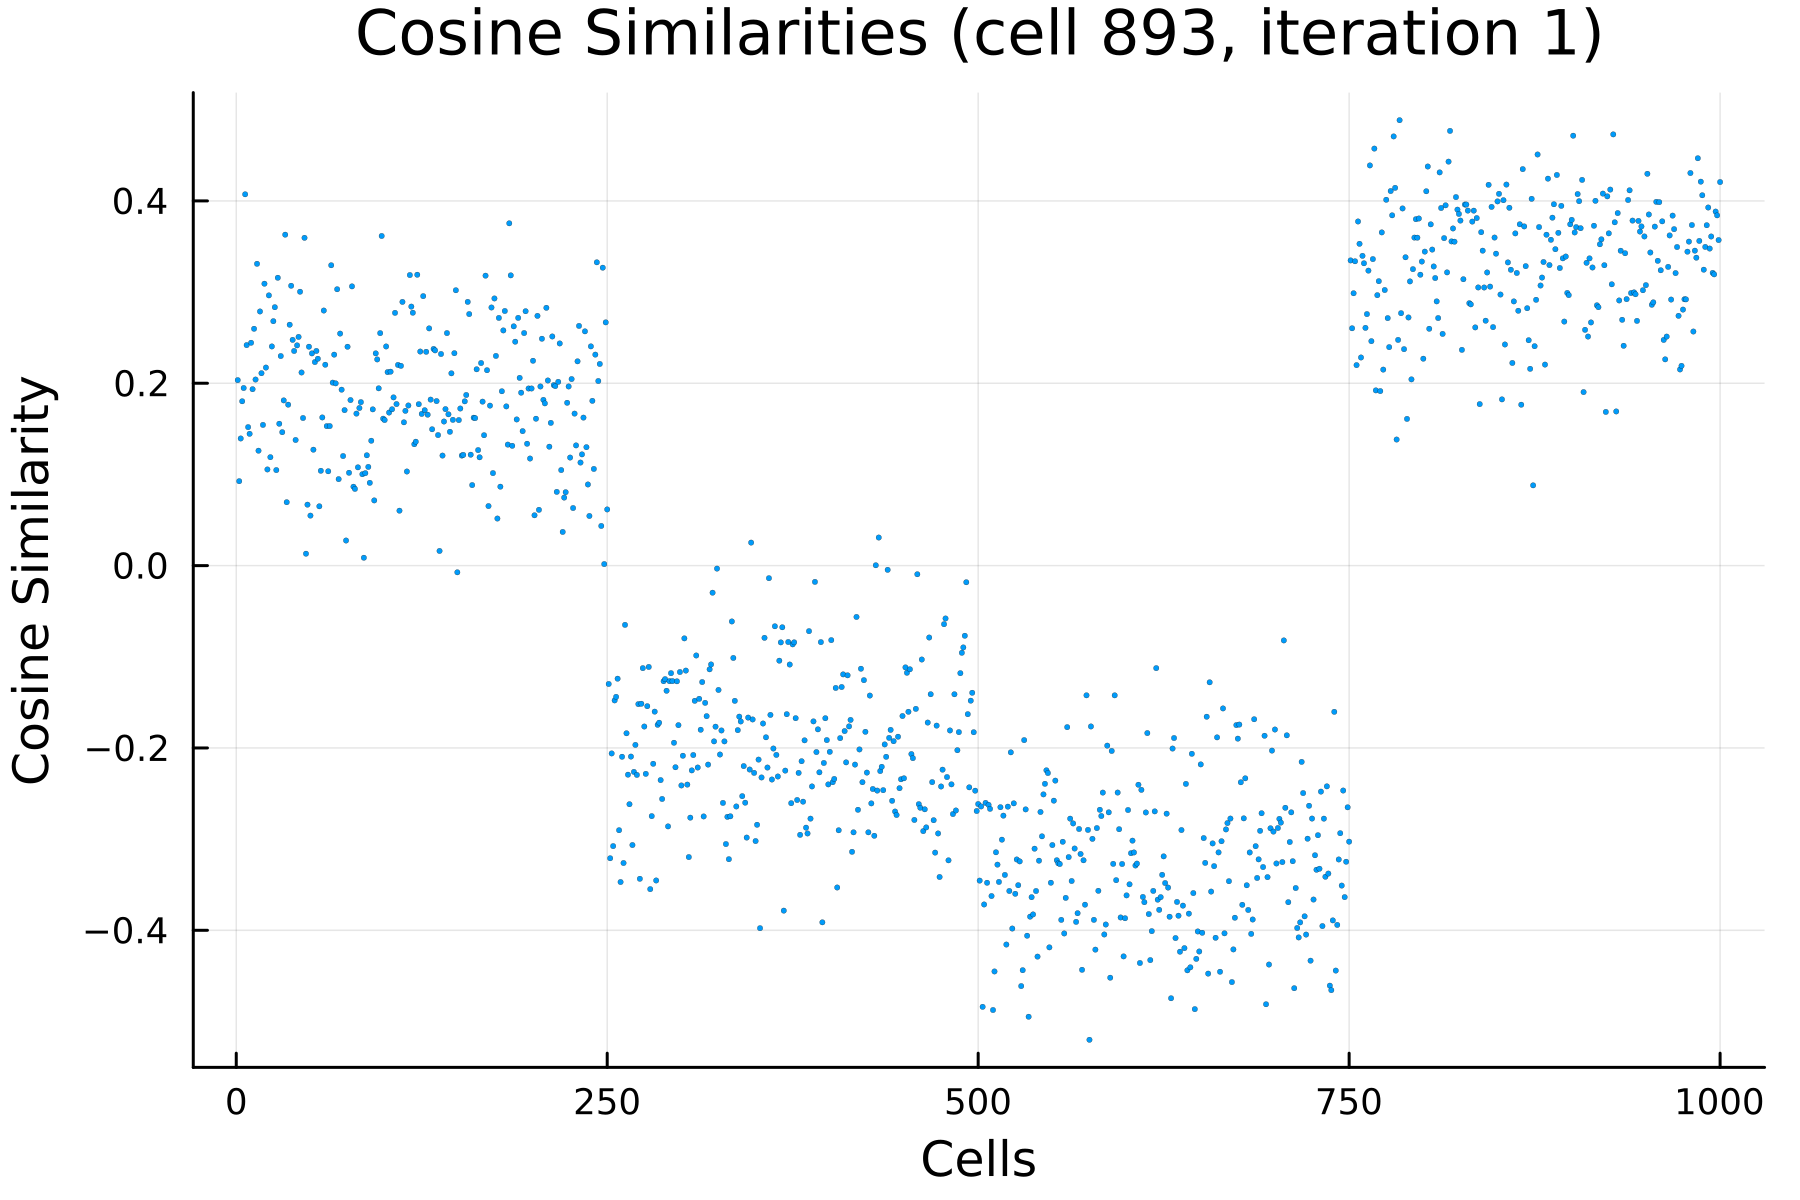 Cosine Similarities (cell 893, iteration 1)
Cosine Similarity
0.4
0.2
0.0
−0.2
−0.4
0 250 500 750 1000
Cells